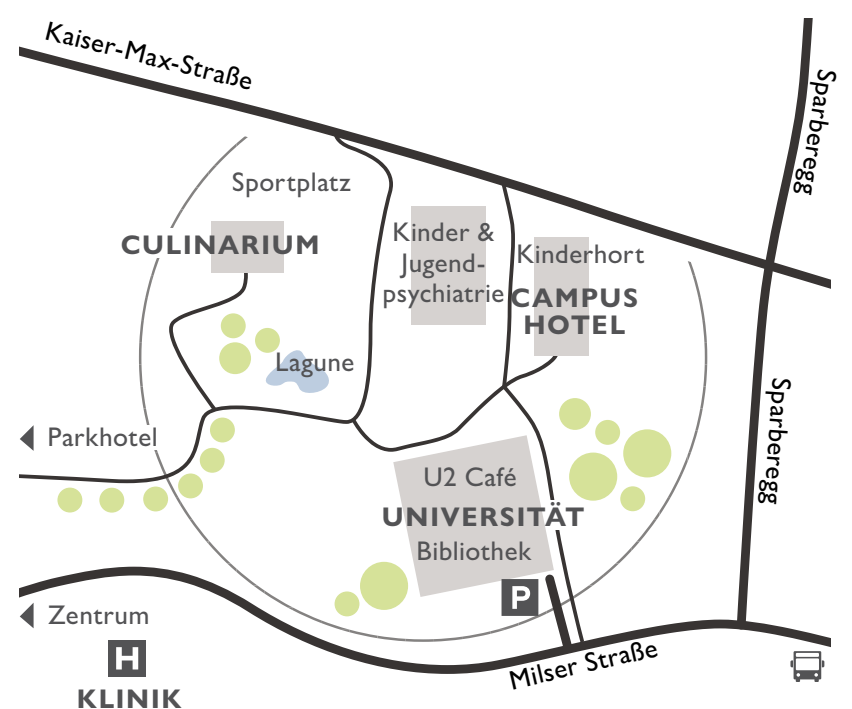 Kaiser-Max-Straße
Sparberegg
Sportplatz
CULINARIUM
Kinder &
Jugend-
psychiatrie
Kinderhort
CAMPUS
HOTEL
Lagune
Sparberegg
Parkhotel
U2 Café
UNIVERSITÄT
Bibliothek
P
Zentrum
H
KLINIK
Milser Straße